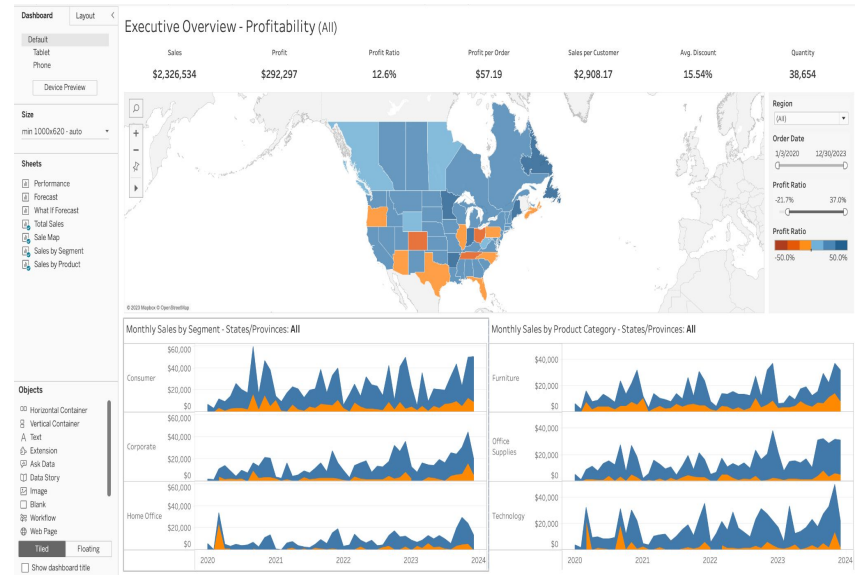 Dashboard Layout <
Default
Tablet
Phone
Device Preview
Size
min 1000x620 - auto
Sheets
Performance
Forecast
What If Forecast
Total Sales
Sale Map
Sales by Segment
Sales by Product
Objects
Horizontal Container
Vertical Container
A Text
Extension
Ask Data
Data Story
Image
Blank
Workflow
Web Page
Tiled Floating
Show dashboard title
Executive Overview - Profitability (All)
Sales Profit Profit Ratio Profit per Order Sales per Customer Avg. Discount Quantity
$2,326,534 $292,297 12.6% $57.19 $2,908.17 15.54% 38,654
+
−
© 2023 Mapbox © OpenStreetMap
Region
(All)
Order Date
1/3/2020 12/30/2023
Profit Ratio
-21.7% 37.0%
Profit Ratio
-50.0% 50.0%
Monthly Sales by Segment - States/Provinces: All
Consumer
$60,000
$40,000
$20,000
$0
Corporate
$60,000
$40,000
$20,000
$0
Home Office
$60,000
$40,000
$20,000
$0
2020 2021 2022 2023 2024
Monthly Sales by Product Category - States/Provinces: All
Furniture
$40,000
$20,000
$0
Office
Supplies
$40,000
$20,000
$0
Technology
$40,000
$20,000
$0
2020 2021 2022 2023 2024